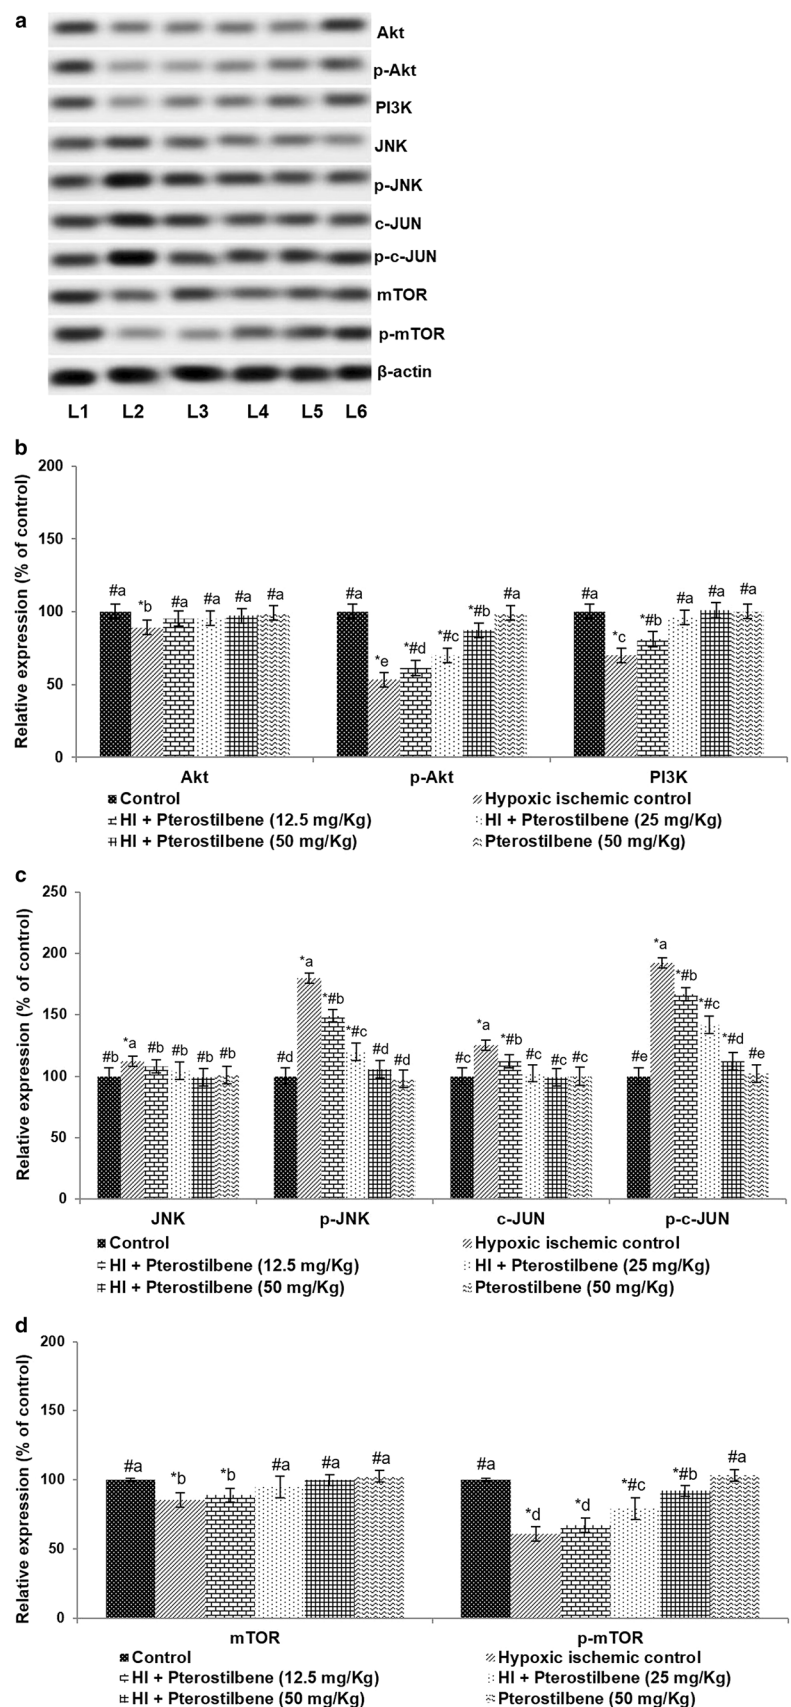 a
Akt
p-Akt
PI3K
JNK
p-JNK
c-JUN
p-c-JUN
mTOR
p-mTOR
β-actin
L1 L2 L3 L4 L5 L6
b
Relative expression (% of control)
200
150
100
50
0
#a *b #a #a #a #a
*e *#d *#c *#b #a
#a
#a *c *#b #a #a #a
Akt p-Akt PI3K
Control Hypoxic ischemic control
HI + Pterostilbene (12.5 mg/Kg) HI + Pterostilbene (25 mg/Kg)
HI + Pterostilbene (50 mg/Kg) Pterostilbene (50 mg/Kg)
c
Relative expression (% of control)
250
200
150
100
50
0
#b *a #b #b #b #b
#d *a *#b *#c #d #d
#c *a *#b #c #c #c
#e *a *#b *#c *#d #e
JNK p-JNK c-JUN p-c-JUN
Control Hypoxic ischemic control
HI + Pterostilbene (12.5 mg/Kg) HI + Pterostilbene (25 mg/Kg)
HI + Pterostilbene (50 mg/Kg) Pterostilbene (50 mg/Kg)
d
Relative expression (% of control)
200
150
100
50
0
#a *b *b #a #a #a
#a *d *d *#c *#b #a
mTOR p-mTOR
Control Hypoxic ischemic control
HI + Pterostilbene (12.5 mg/Kg) HI + Pterostilbene (25 mg/Kg)
HI + Pterostilbene (50 mg/Kg) Pterostilbene (50 mg/Kg)